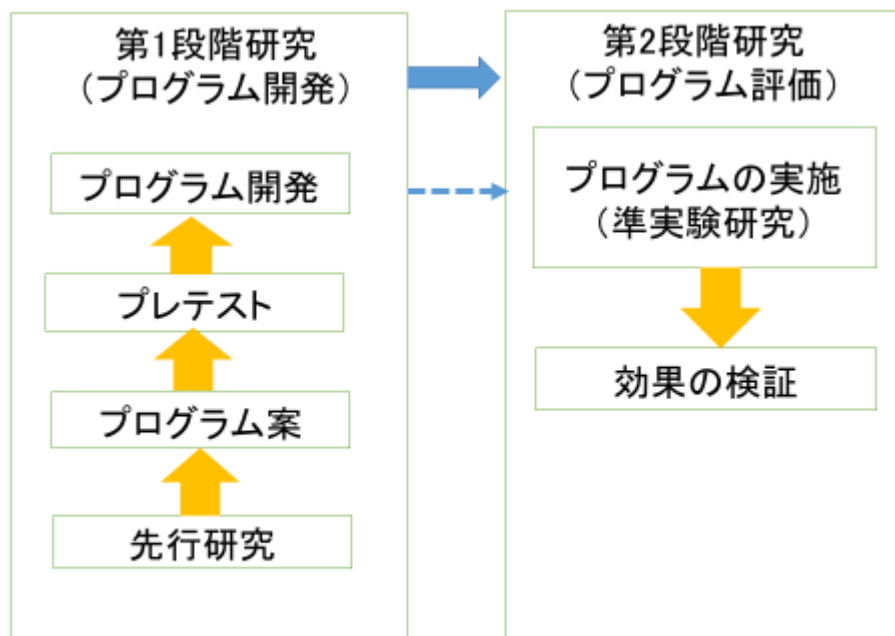 第1段階研究
（プログラム開発）
プログラム開発
プレテスト
プログラム案
先行研究
第2段階研究
（プログラム評価）
プログラムの実施
（準実験研究）
効果の検証